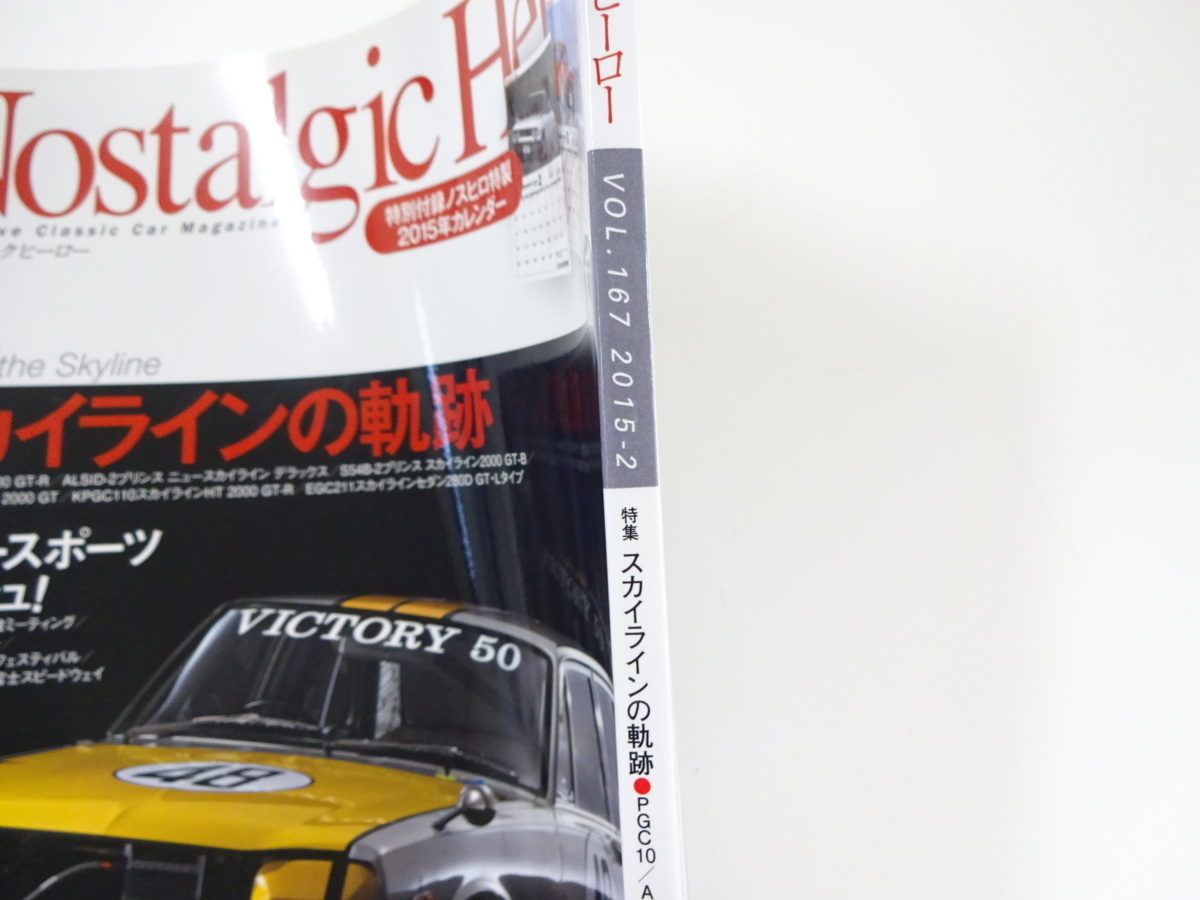 Nostalgic He
ve Classic Car Magazine
クヒーロー
特別付録ノスヒロ特製
2015年カレンダー
the Skyline
カイラインの軌跡
00 GT-R／ALSID-2プリンス ニュースカイライン デラックス／S54B-2プリンス スカイライン2000 GT-B／
2000 GT／KPGC110スカイラインHT 2000 GT-R／EGC211スカイラインセダン280D GT-Lタイプ
ースポーツ
ュ!
ミーティング／
フェスティバル／
富士スピードウェイ
VICTORY 50
48
ヒーロー
VOL.167 2015-2
特集 スカイラインの軌跡●PGC10／A